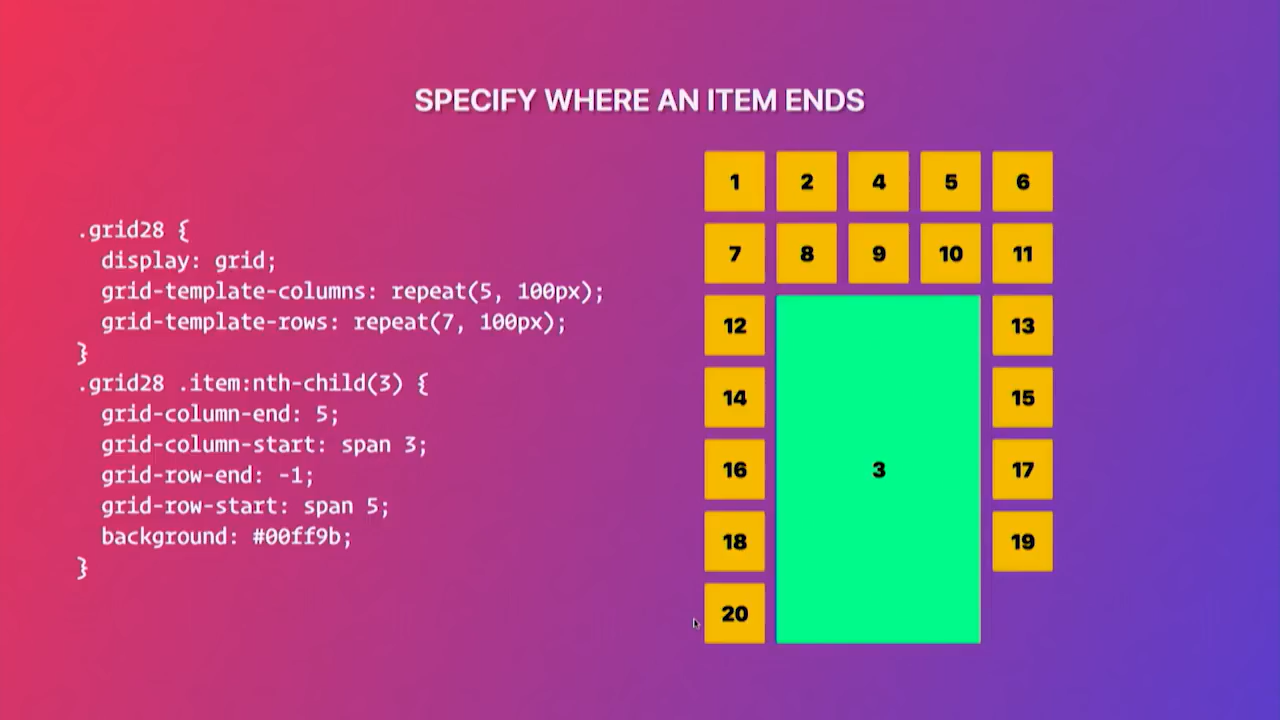 SPECIFY WHERE AN ITEM ENDS
.grid28 {
display: grid;
grid-template-columns: repeat(5, 100px);
grid-template-rows: repeat(7, 100px);
}
.grid28 .item:nth-child(3) {
grid-column-end: 5;
grid-column-start: span 3;
grid-row-end: -1;
grid-row-start: span 5;
background: #00ff9b;
}
1 2 4 5 6
7 8 9 10 11
12 13
14 15
16 3 17
18 19
20